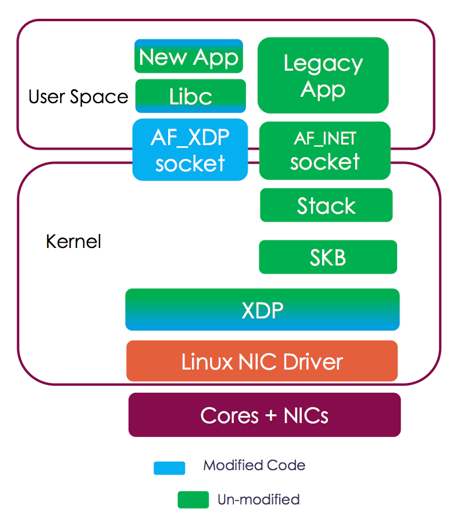 New App
Legacy
App
User Space
Libc
AF_XDP
socket
AF_INET
socket
Stack
Kernel
SKB
XDP
Linux NIC Driver
Cores + NICs
Modified Code
Un-modified